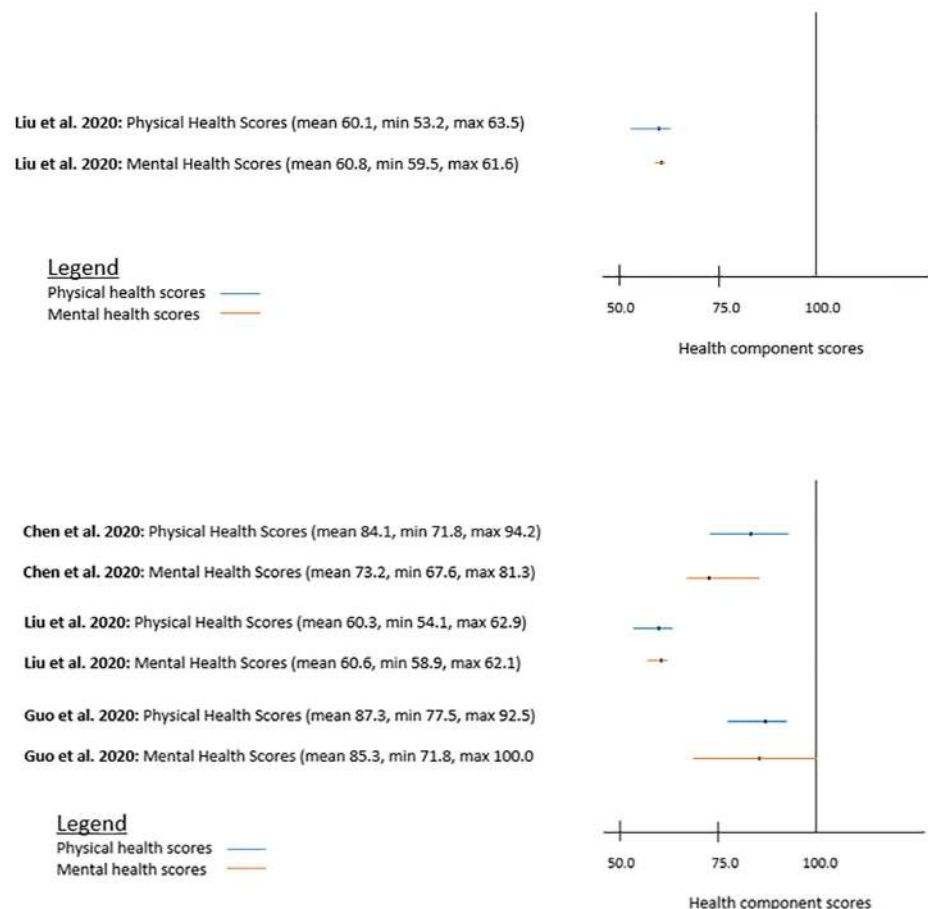 Liu et al. 2020: Physical Health Scores (mean 60.1, min 53.2, max 63.5)
Liu et al. 2020: Mental Health Scores (mean 60.8, min 59.5, max 61.6)
Legend
Physical health scores
Mental health scores
50.0 75.0 100.0
Health component scores
Chen et al. 2020: Physical Health Scores (mean 84.1, min 71.8, max 94.2)
Chen et al. 2020: Mental Health Scores (mean 73.2, min 67.6, max 81.3)
Liu et al. 2020: Physical Health Scores (mean 60.3, min 54.1, max 62.9)
Liu et al. 2020: Mental Health Scores (mean 60.6, min 58.9, max 62.1)
Guo et al. 2020: Physical Health Scores (mean 87.3, min 77.5, max 92.5)
Guo et al. 2020: Mental Health Scores (mean 85.3, min 71.8, max 100.0
Legend
Physical health scores
Mental health scores
50.0 75.0 100.0
Health component scores